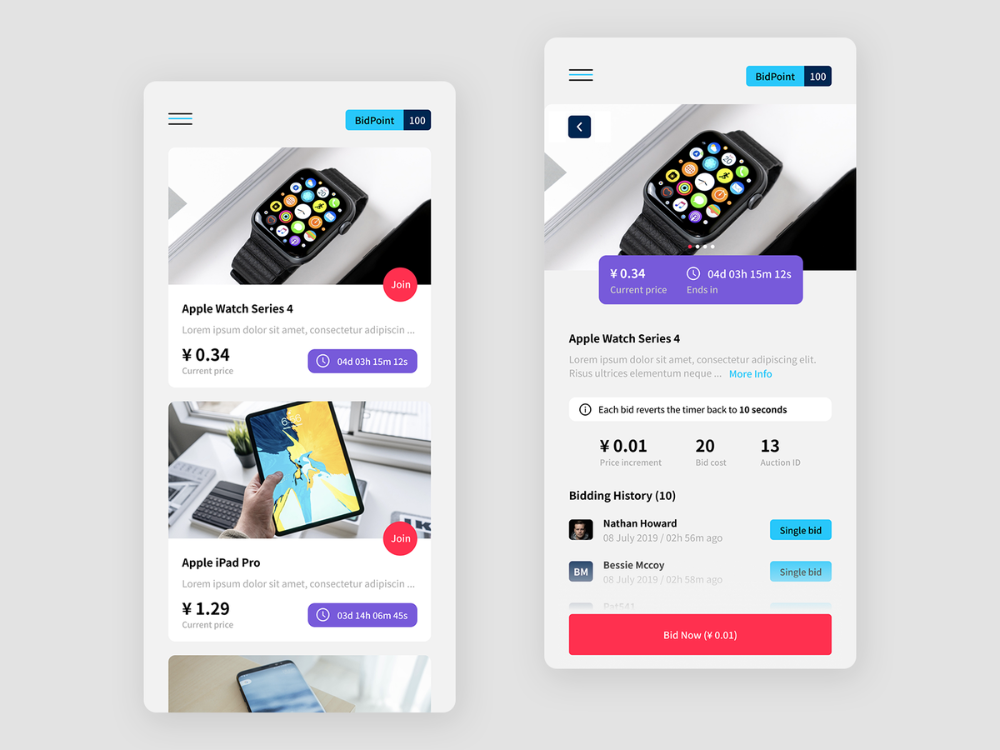 BidPoint 100
Join
Apple Watch Series 4
Lorem ipsum dolor sit amet, consectetur adipiscin ...
¥ 0.34
Current price
04d 03h 15m 12s
Join
Apple iPad Pro
Lorem ipsum dolor sit amet, consectetur adipiscin ...
¥ 1.29
Current price
03d 14h 06m 45s
BidPoint 100
¥ 0.34
Current price
04d 03h 15m 12s
Ends in
Apple Watch Series 4
Lorem ipsum dolor sit amet, consectetur adipiscing elit.
Risus ultrices elementum neque ... More Info
Each bid reverts the timer back to 10 seconds
¥ 0.01
Price increment
20
Bid cost
13
Auction ID
Bidding History (10)
Nathan Howard
08 July 2019 / 02h 56m ago
Single bid
BM
Bessie Mccoy
08 July 2019 / 02h 58m ago
Single bid
Bid Now (¥ 0.01)